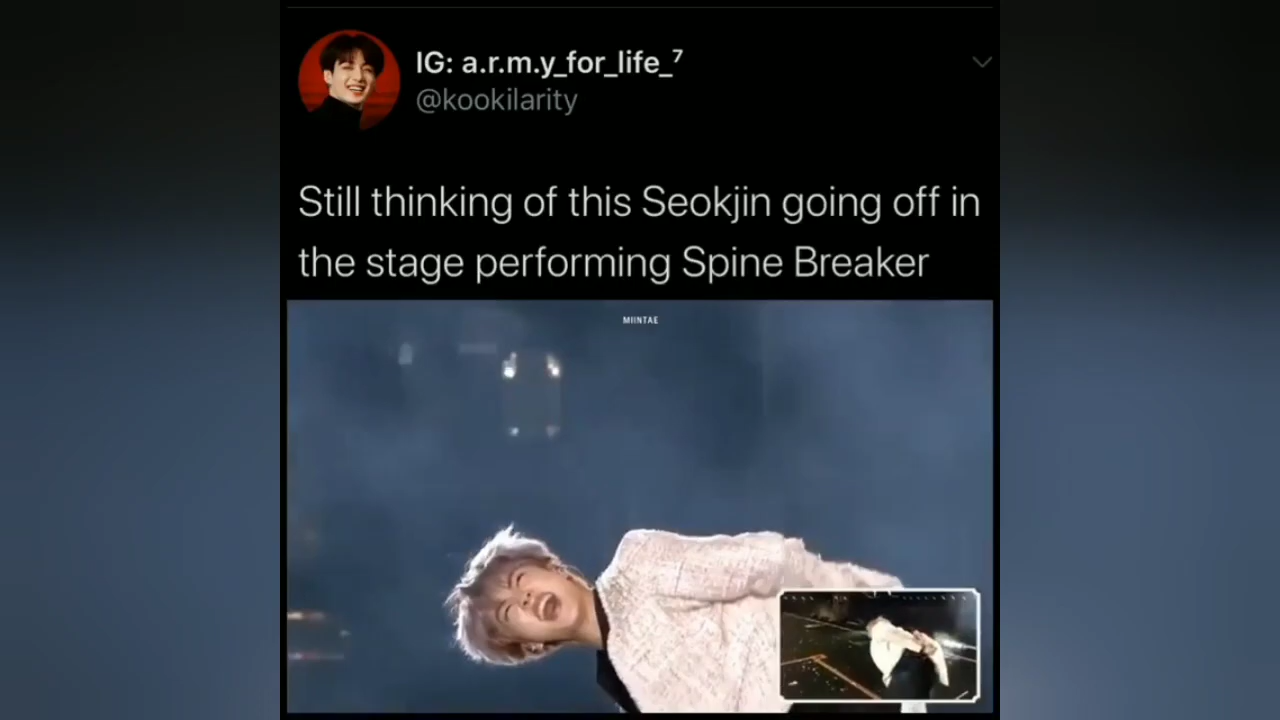 IG: a.r.m.y_for_life_⁷
@kookilarity
Still thinking of this Seokjin going off in
the stage performing Spine Breaker
MIINTAE